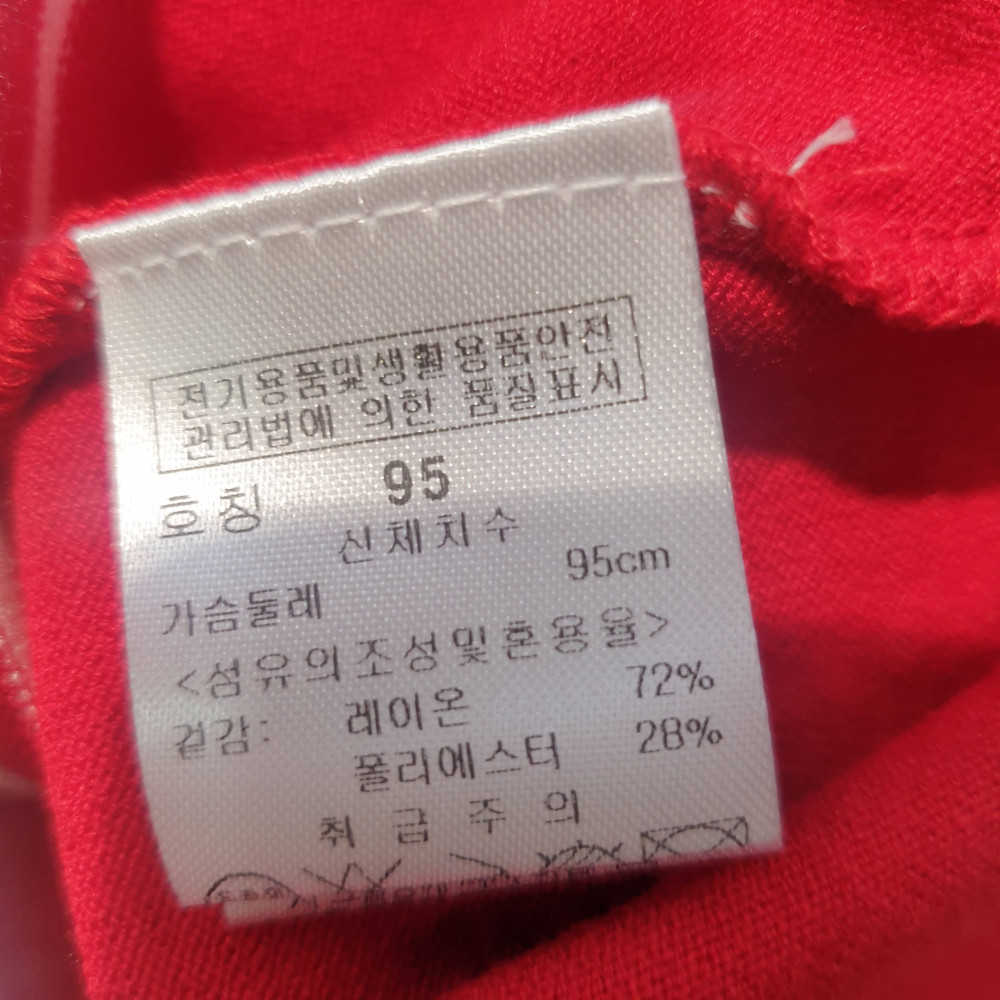 전기용품및생활용품안전
관리법에 의한 품질표시
호칭 95
신체치수
가슴둘레 95cm
<섬유의조성및혼용율>
겉감: 레이온 72%
폴리에스터 28%
취급주의